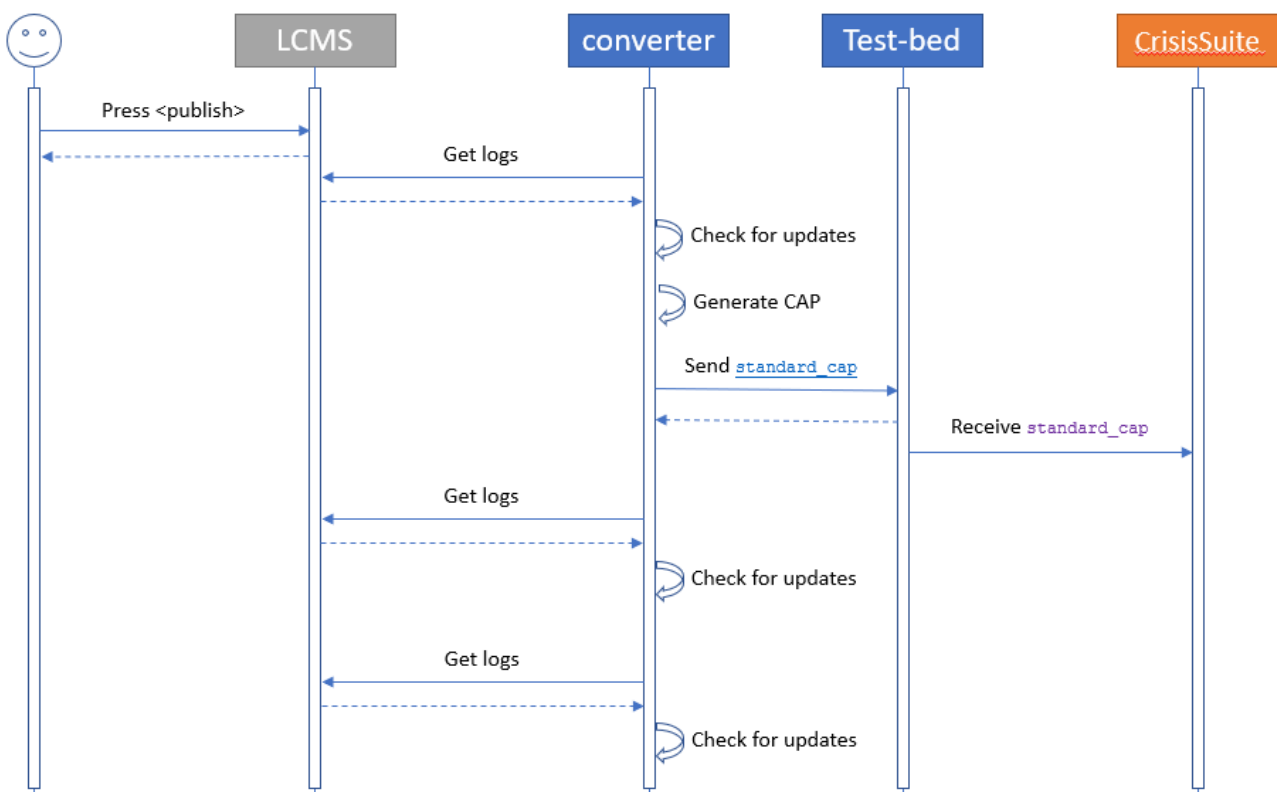 LCMS
converter
Test-bed
CrisisSuite
Press <publish>
Get logs
Check for updates
Generate CAP
Send standard_cap
Receive standard_cap
Get logs
Check for updates
Get logs
Check for updates